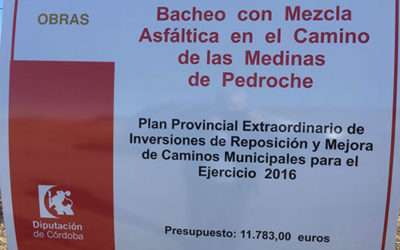 OBRAS
Bacheo con Mezcla
Asfáltica en el Camino
de las Medinas
de Pedroche
Plan Provincial Extraordinario de
Inversiones de Reposición y Mejora
de Caminos Municipales para el
Ejercicio 2016
Diputación
de Córdoba
Presupuesto: 11.783,00 euros